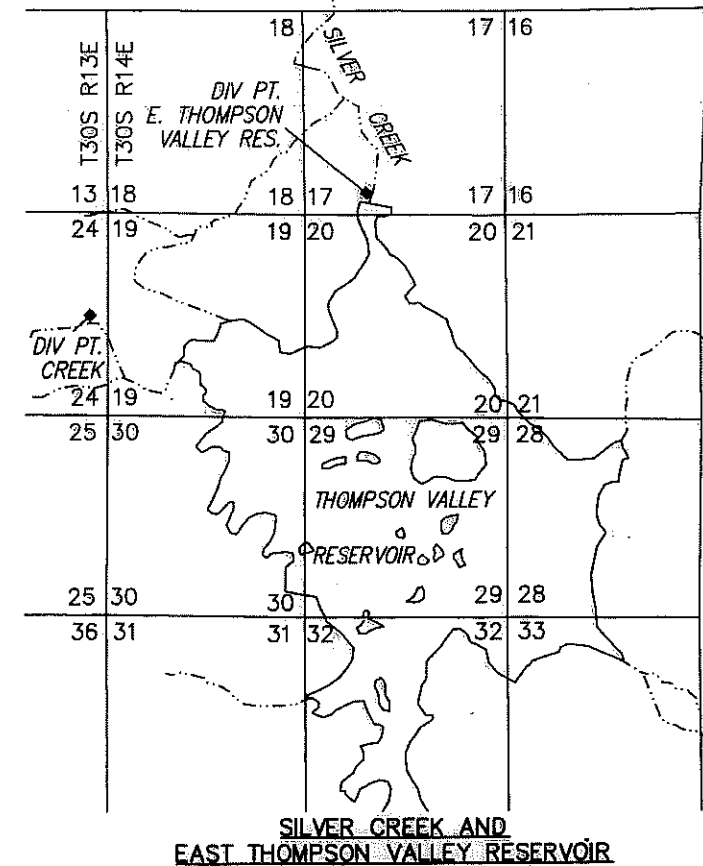 18
17 16
SILVER
CREEK
T30S R13E
T30S R14E
DIV PT.
E. THOMPSON
VALLEY RES.
13 18
18 17
17 16
24 19
19 20
20 21
DIV PT.
CREEK
24 19
19 20
20 21
25 30
30 29
29 28
THOMPSON VALLEY
RESERVOIR
25 30
30
29 28
36 31
31 32
32 33
SILVER CREEK AND
EAST THOMPSON VALLEY RESERVOIR